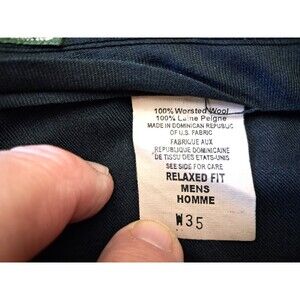 100% Worsted Wool
100% Laine Peigne
MADE IN DOMINICAN REPUBLIC
OF U.S. FABRIC
FABRIQUE AUX
REPUBLIQUE DOMINICAINE
DE TISSU DES ETATS-UNIS
SEE SIDE FOR CARE
RELAXED FIT
MENS
HOMME
W35